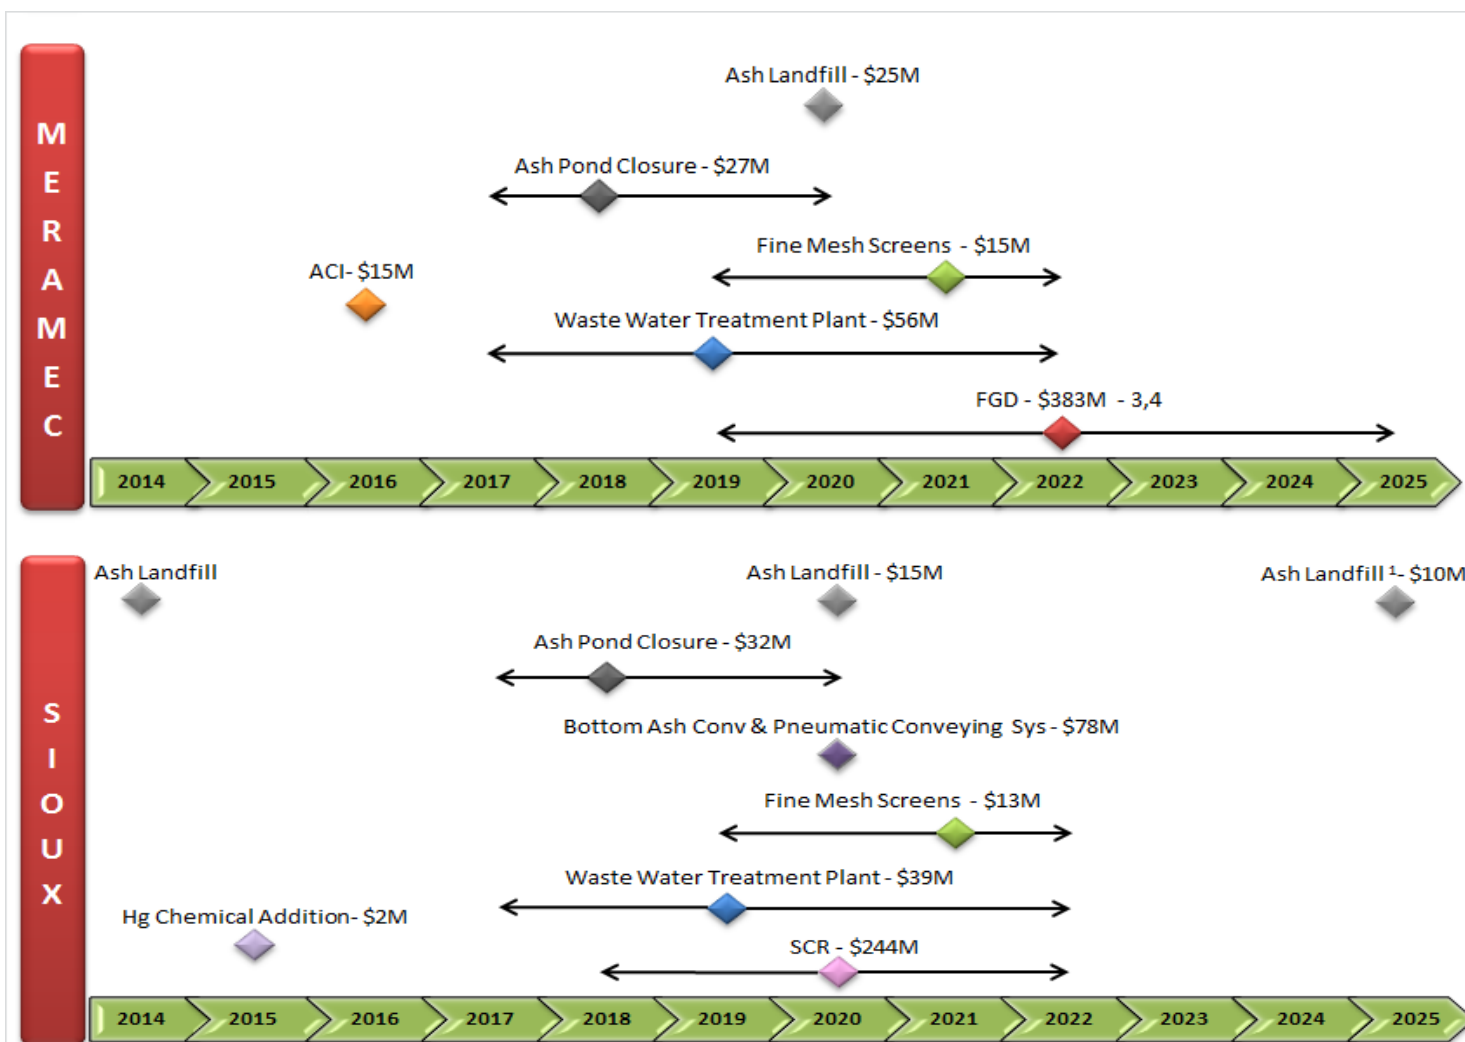 MERAMEC
Ash Landfill - $25M
Ash Pond Closure - $27M
Fine Mesh Screens - $15M
ACI- $15M
Waste Water Treatment Plant - $56M
FGD - $383M - 3,4
2014 2015 2016 2017 2018 2019 2020 2021 2022 2023 2024 2025
SIOUX
Ash Landfill
Ash Landfill - $15M
Ash Landfill ¹- $10M
Ash Pond Closure - $32M
Bottom Ash Conv & Pneumatic Conveying Sys - $78M
Fine Mesh Screens - $13M
Waste Water Treatment Plant - $39M
Hg Chemical Addition- $2M
SCR - $244M
2014 2015 2016 2017 2018 2019 2020 2021 2022 2023 2024 2025